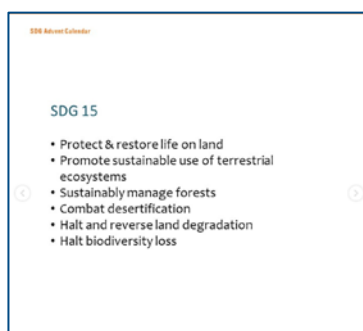 SDG Advent Calendar
SDG 15
• Protect & restore life on land
• Promote sustainable use of terrestrial
ecosystems
• Sustainably manage forests
• Combat desertification
• Halt and reverse land degradation
• Halt biodiversity loss